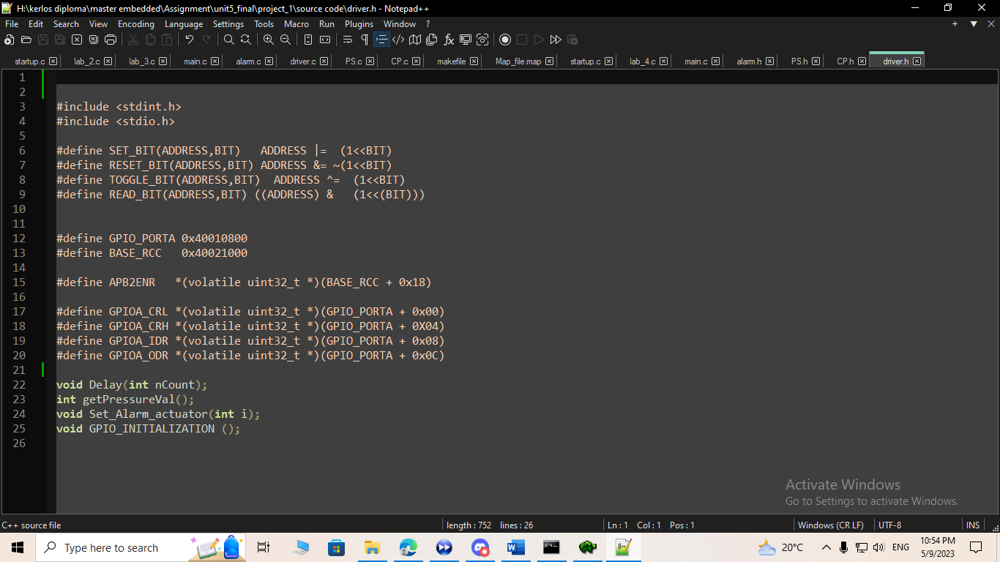 H:\kerlos diploma\master embedded\Assignment\unit5_final\project_1\source code\driver.h - Notepad++
File Edit Search View Encoding Language Settings Tools Macro Run Plugins Window ?
startup.c lab_2.c lab_3.c main.c alarm.c driver.c PS.c CP.c makefile Map_file.map startup.c lab_4.c main.c alarm.h PS.h CP.h driver.h
1
2
3 #include <stdint.h>
4 #include <stdio.h>
5
6 #define SET_BIT(ADDRESS,BIT)   ADDRESS |=  (1<<BIT)
7 #define RESET_BIT(ADDRESS,BIT) ADDRESS &= ~(1<<BIT)
8 #define TOGGLE_BIT(ADDRESS,BIT)  ADDRESS ^=  (1<<BIT)
9 #define READ_BIT(ADDRESS,BIT) ((ADDRESS) &   (1<<(BIT)))
10
11
12 #define GPIO_PORTA 0x40010800
13 #define BASE_RCC   0x40021000
14
15 #define APB2ENR   *(volatile uint32_t *)(BASE_RCC + 0x18)
16
17 #define GPIOA_CRL *(volatile uint32_t *)(GPIO_PORTA + 0x00)
18 #define GPIOA_CRH *(volatile uint32_t *)(GPIO_PORTA + 0X04)
19 #define GPIOA_IDR *(volatile uint32_t *)(GPIO_PORTA + 0x08)
20 #define GPIOA_ODR *(volatile uint32_t *)(GPIO_PORTA + 0x0C)
21
22 void Delay(int nCount);
23 int getPressureVal();
24 void Set_Alarm_actuator(int i);
25 void GPIO_INITIALIZATION ();
26
Activate Windows
Go to Settings to activate Windows.
C++ source file length : 752 lines : 26 Ln : 1 Col : 1 Pos : 1 Windows (CR LF) UTF-8 INS
Type here to search 20°C ENG 10:54 PM
5/9/2023